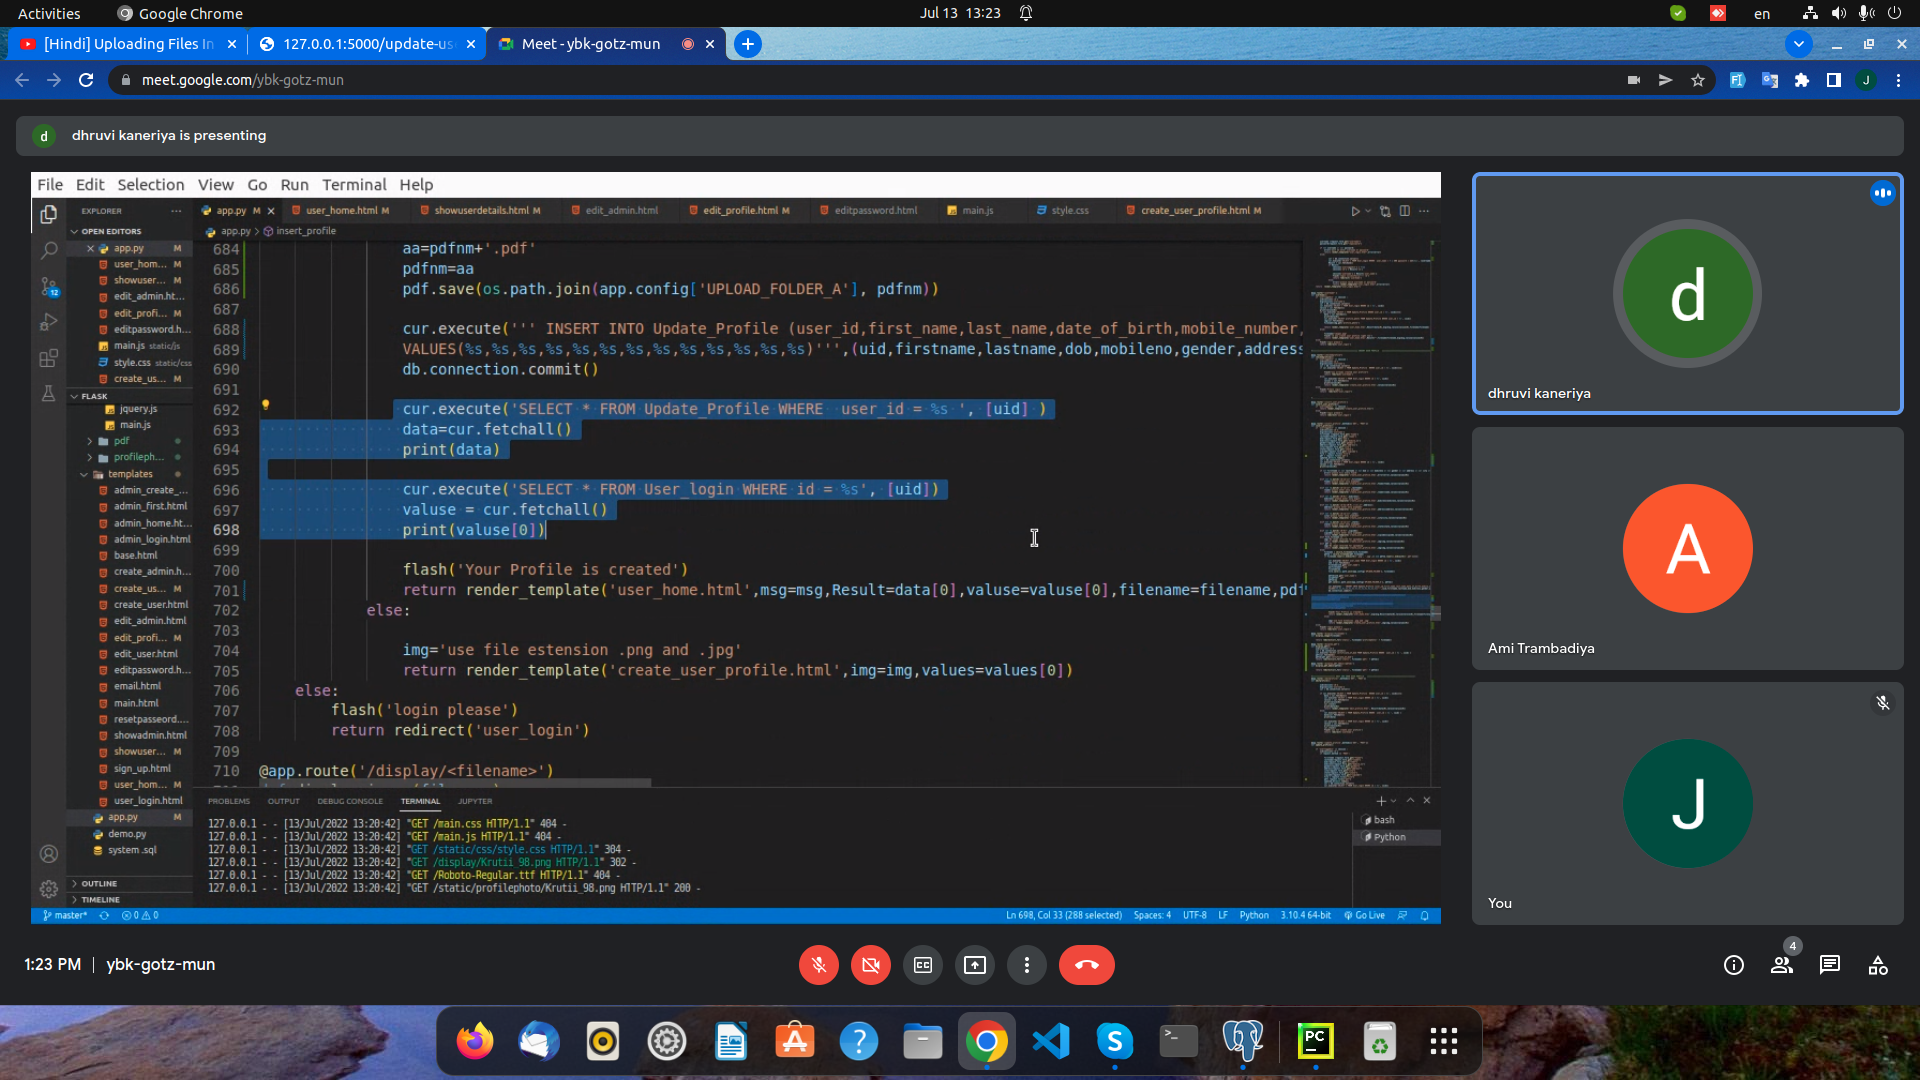 Activities
Google Chrome
Jul 13 13:23
en
[Hindi] Uploading Files In
127.0.0.1:5000/update-us
Meet - ybk-gotz-mun
meet.google.com/ybk-gotz-mun
J
d
dhruvi kaneriya is presenting
File Edit Selection View Go Run Terminal Help
EXPLORER
app.py M
user_home.html M
showuserdetails.html M
edit_admin.html
edit_profile.html M
editpassword.html
main.js
style.css
create_user_profile.html M
app.py > insert_profile
OPEN EDITORS
app.py M
user_hom... M
showuser... M
edit_admin.ht...
edit_profi... M
editpassword.h...
main.js static/js
style.css static/css
create_us... M
FLASK
jquery.js
main.js
pdf
profileph...
templates
admin_create_...
admin_first.html
admin_home.ht...
admin_login.html
base.html
create_admin.h...
create_us... M
create_user.html
edit_admin.html
edit_profi... M
edit_user.html
editpassword.h...
email.html
main.html
resetpasseord....
showadmin.html
showuser... M
sign_up.html
user_hom... M
user_login.html
app.py M
demo.py
system .sql
OUTLINE
TIMELINE
12
684 aa=pdfnm+'.pdf'
685 pdfnm=aa
686 pdf.save(os.path.join(app.config['UPLOAD_FOLDER_A'], pdfnm))
687
688 cur.execute(''' INSERT INTO Update_Profile (user_id,first_name,last_name,date_of_birth,mobile_number,
689 VALUES(%s,%s,%s,%s,%s,%s,%s,%s,%s,%s,%s,%s,%s)''',(uid,firstname,lastname,dob,mobileno,gender,address
690 db.connection.commit()
691
692 cur.execute('SELECT * FROM Update_Profile WHERE  user_id = %s ', [uid] )
693 data=cur.fetchall()
694 print(data)
695
696 cur.execute('SELECT * FROM User_login WHERE id = %s', [uid])
697 valuse = cur.fetchall()
698 print(valuse[0])
699
700 flash('Your Profile is created')
701 return render_template('user_home.html',msg=msg,Result=data[0],valuse=valuse[0],filename=filename,pdf
702 else:
703
704 img='use file estension .png and .jpg'
705 return render_template('create_user_profile.html',img=img,values=values[0])
706 else:
707 flash('login please')
708 return redirect('user_login')
709
710 @app.route('/display/<filename>')
PROBLEMS OUTPUT DEBUG CONSOLE TERMINAL JUPYTER
127.0.0.1 - - [13/Jul/2022 13:20:42] "GET /main.css HTTP/1.1" 404 -
127.0.0.1 - - [13/Jul/2022 13:20:42] "GET /main.js HTTP/1.1" 404 -
127.0.0.1 - - [13/Jul/2022 13:20:42] "GET /static/css/style.css HTTP/1.1" 304 -
127.0.0.1 - - [13/Jul/2022 13:20:42] "GET /display/Krutii_98.png HTTP/1.1" 302 -
127.0.0.1 - - [13/Jul/2022 13:20:42] "GET /Roboto-Regular.ttf HTTP/1.1" 404 -
127.0.0.1 - - [13/Jul/2022 13:20:42] "GET /static/profilephoto/Krutii_98.png HTTP/1.1" 200 -
bash
Python
master*
0 0
Ln 698, Col 33 (288 selected)
Spaces: 4
UTF-8
LF
Python
3.10.4 64-bit
Go Live
d
dhruvi kaneriya
A
Ami Trambadiya
J
You
1:23 PM | ybk-gotz-mun
4
PC